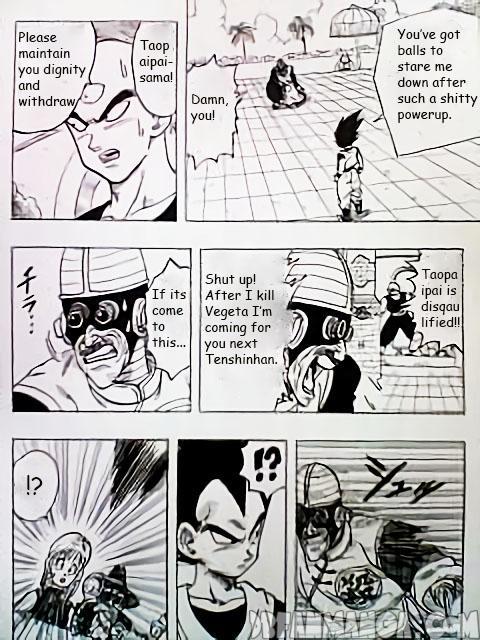 Please
maintain
you dignity
and
withdraw
Taop
aipai-
sama!
Damn,
you!
You've got
balls to
stare me
down after
such a shitty
powerup.
チラ…
If its
come
to
this...
Shut up!
After I kill
Vegeta I'm
coming for
you next
Tenshinhan.
Taopa
ipai is
disqau
lified!!
!?
!?